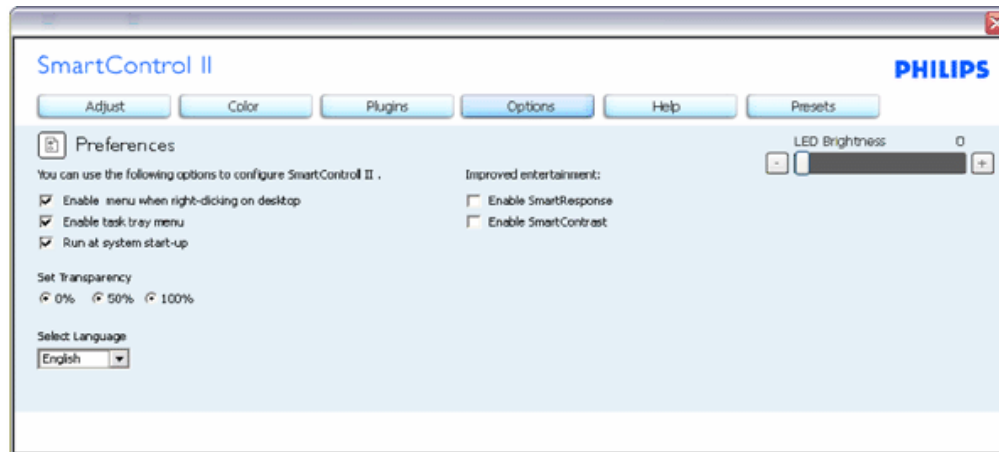 SmartControl II
PHILIPS
Adjust
Color
Plugins
Options
Help
Presets
Preferences
LED Brightness 0
- +
You can use the following options to configure SmartControl II .
Enable menu when right-clicking on desktop
Enable task tray menu
Run at system start-up
Improved entertainment:
Enable SmartResponse
Enable SmartContrast
Set Transparency
0% 50% 100%
Select Language
English